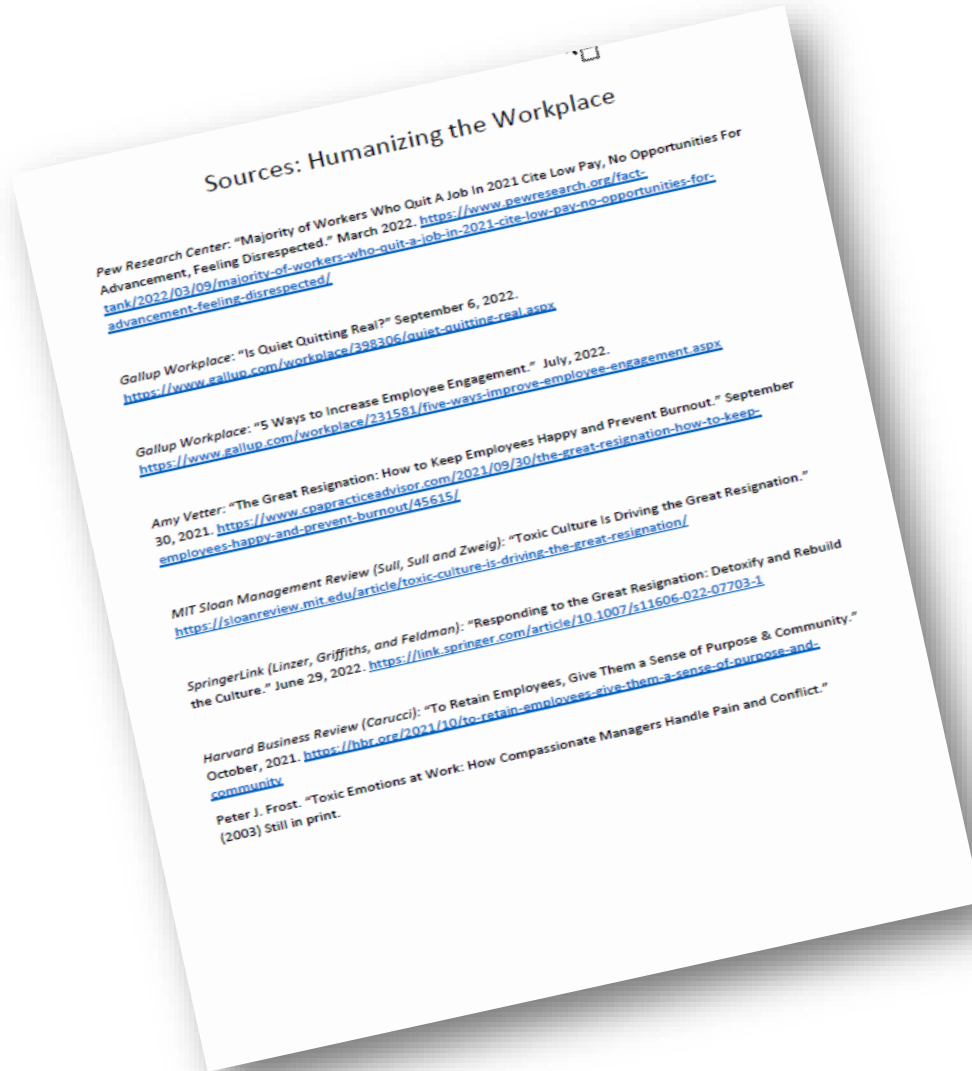 Sources: Humanizing the Workplace
Pew Research Center: “Majority of Workers Who Quit A Job In 2021 Cite Low Pay, No Opportunities For
Advancement, Feeling Disrespected.” March 2022. https://www.pewresearch.org/fact-
tank/2022/03/09/majority-of-workers-who-quit-a-job-in-2021-cite-low-pay-no-opportunities-for-
advancement-feeling-disrespected/
Gallup Workplace: “Is Quiet Quitting Real?” September 6, 2022.
https://www.gallup.com/workplace/398306/quiet-quitting-real.aspx
Gallup Workplace: “5 Ways to Increase Employee Engagement.”  July, 2022.
https://www.gallup.com/workplace/231581/five-ways-improve-employee-engagement.aspx
Amy Vetter: “The Great Resignation: How to Keep Employees Happy and Prevent Burnout.” September
30, 2021. https://www.cpapracticeadvisor.com/2021/09/30/the-great-resignation-how-to-keep-
employees-happy-and-prevent-burnout/45615/
MIT Sloan Management Review (Sull, Sull and Zweig): “Toxic Culture Is Driving the Great Resignation.”
https://sloanreview.mit.edu/article/toxic-culture-is-driving-the-great-resignation/
SpringerLink (Linzer, Griffiths, and Feldman): “Responding to the Great Resignation: Detoxify and Rebuild
the Culture.” June 29, 2022. https://link.springer.com/article/10.1007/s11606-022-07703-1
Harvard Business Review (Carucci): “To Retain Employees, Give Them a Sense of Purpose & Community.”
October, 2021. https://hbr.org/2021/10/to-retain-employees-give-them-a-sense-of-purpose-and-
community
Peter J. Frost. “Toxic Emotions at Work: How Compassionate Managers Handle Pain and Conflict.”
(2003) Still in print.